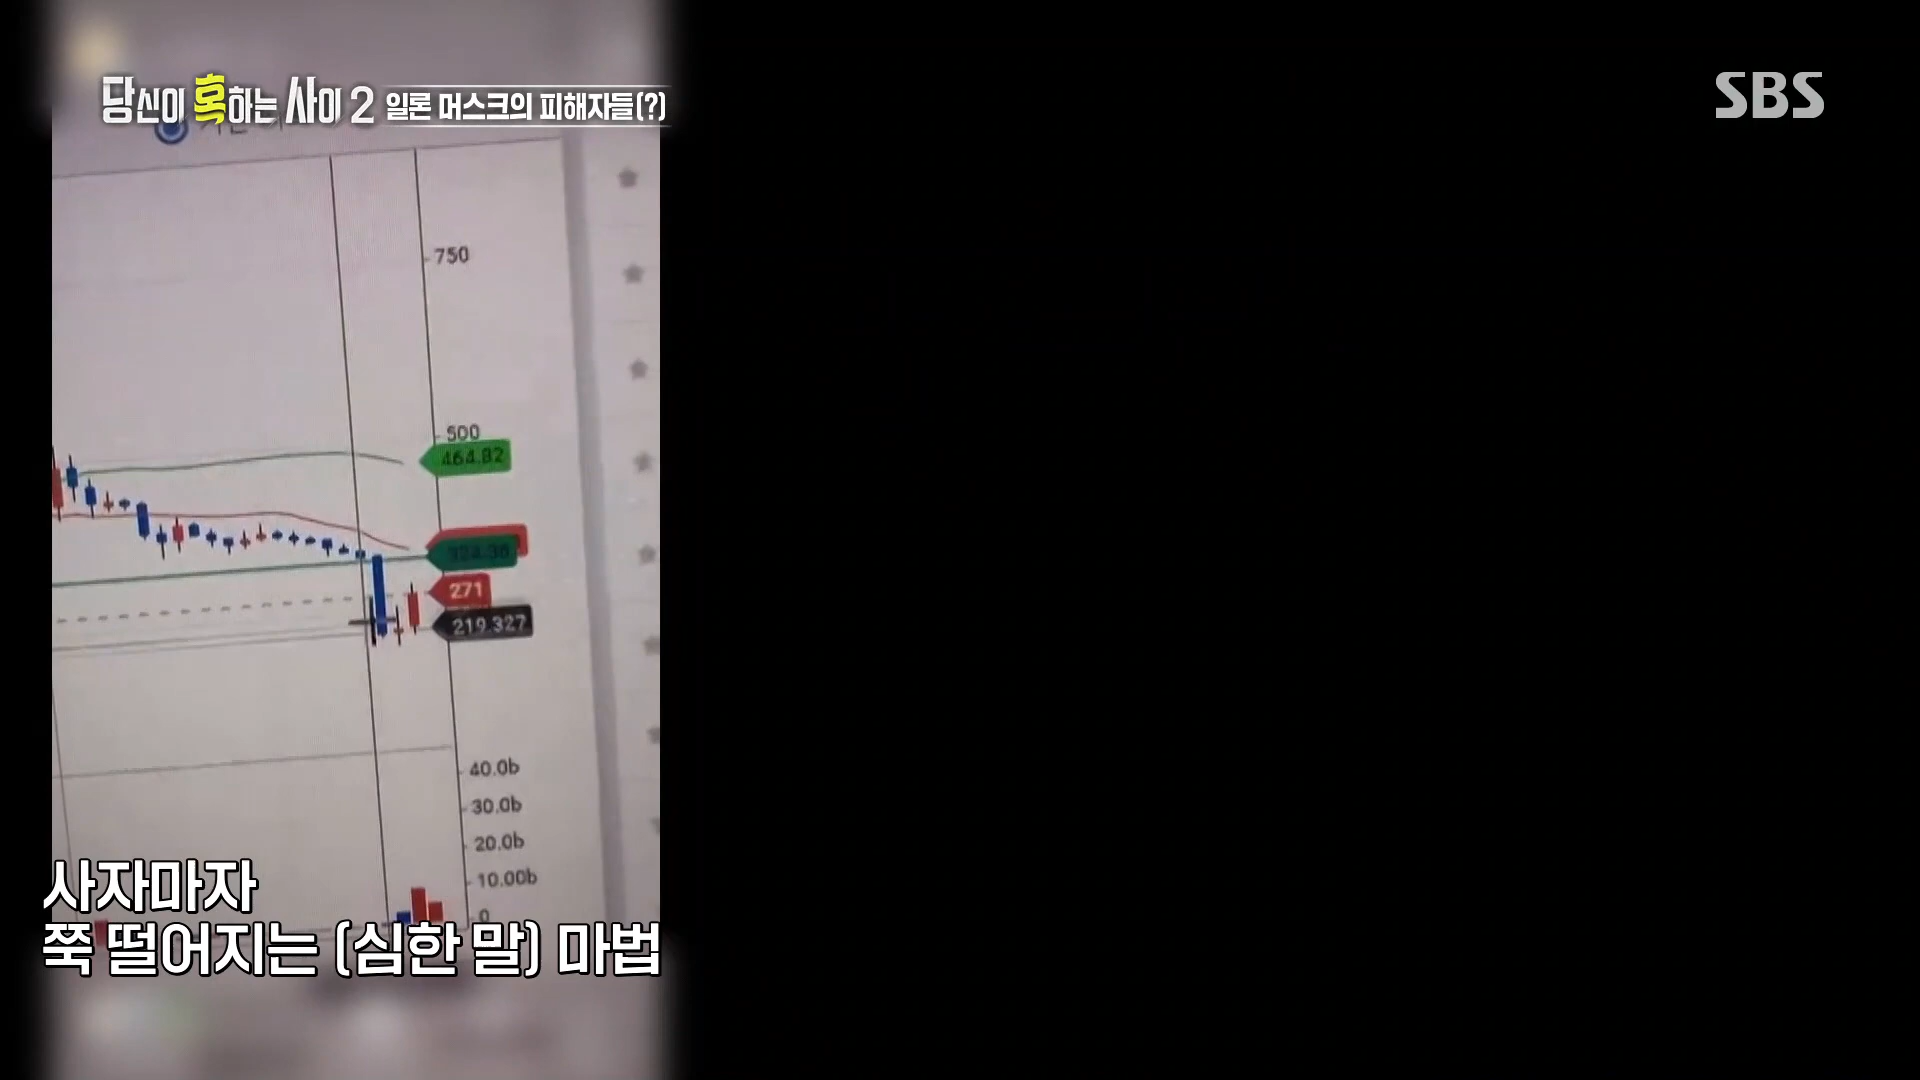 당신이 혹하는 사이 2 일론 머스크의 피해자들(?)
SBS
750
500
464.82
271
219.327
40.0b
30.0b
20.0b
10.00b
0
사자마자
쭉 떨어지는 (심한 말) 마법